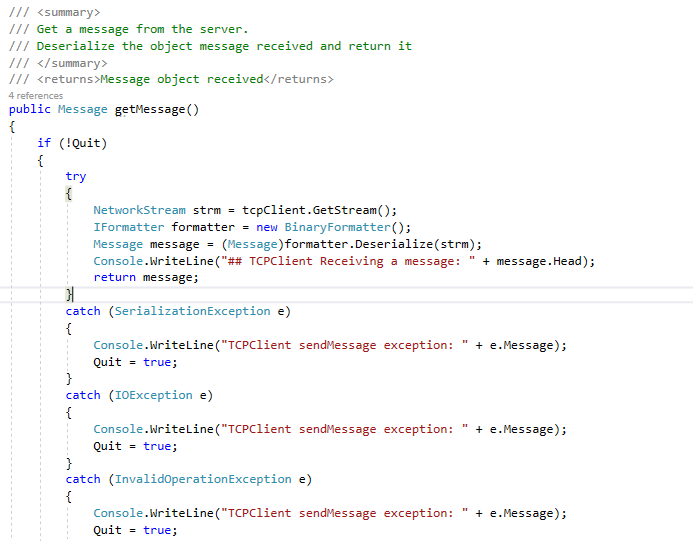 /// <summary>
/// Get a message from the server.
/// Deserialize the object message received and return it
/// </summary>
/// <returns>Message object received</returns>
4 references
public Message getMessage()
{
if (!Quit)
{
try
{
NetworkStream strm = tcpClient.GetStream();
IFormatter formatter = new BinaryFormatter();
Message message = (Message)formatter.Deserialize(strm);
Console.WriteLine("## TCPClient Receiving a message: " + message.Head);
return message;
}
catch (SerializationException e)
{
Console.WriteLine("TCPClient sendMessage exception: " + e.Message);
Quit = true;
}
catch (IOException e)
{
Console.WriteLine("TCPClient sendMessage exception: " + e.Message);
Quit = true;
}
catch (InvalidOperationException e)
{
Console.WriteLine("TCPClient sendMessage exception: " + e.Message);
Quit = true;